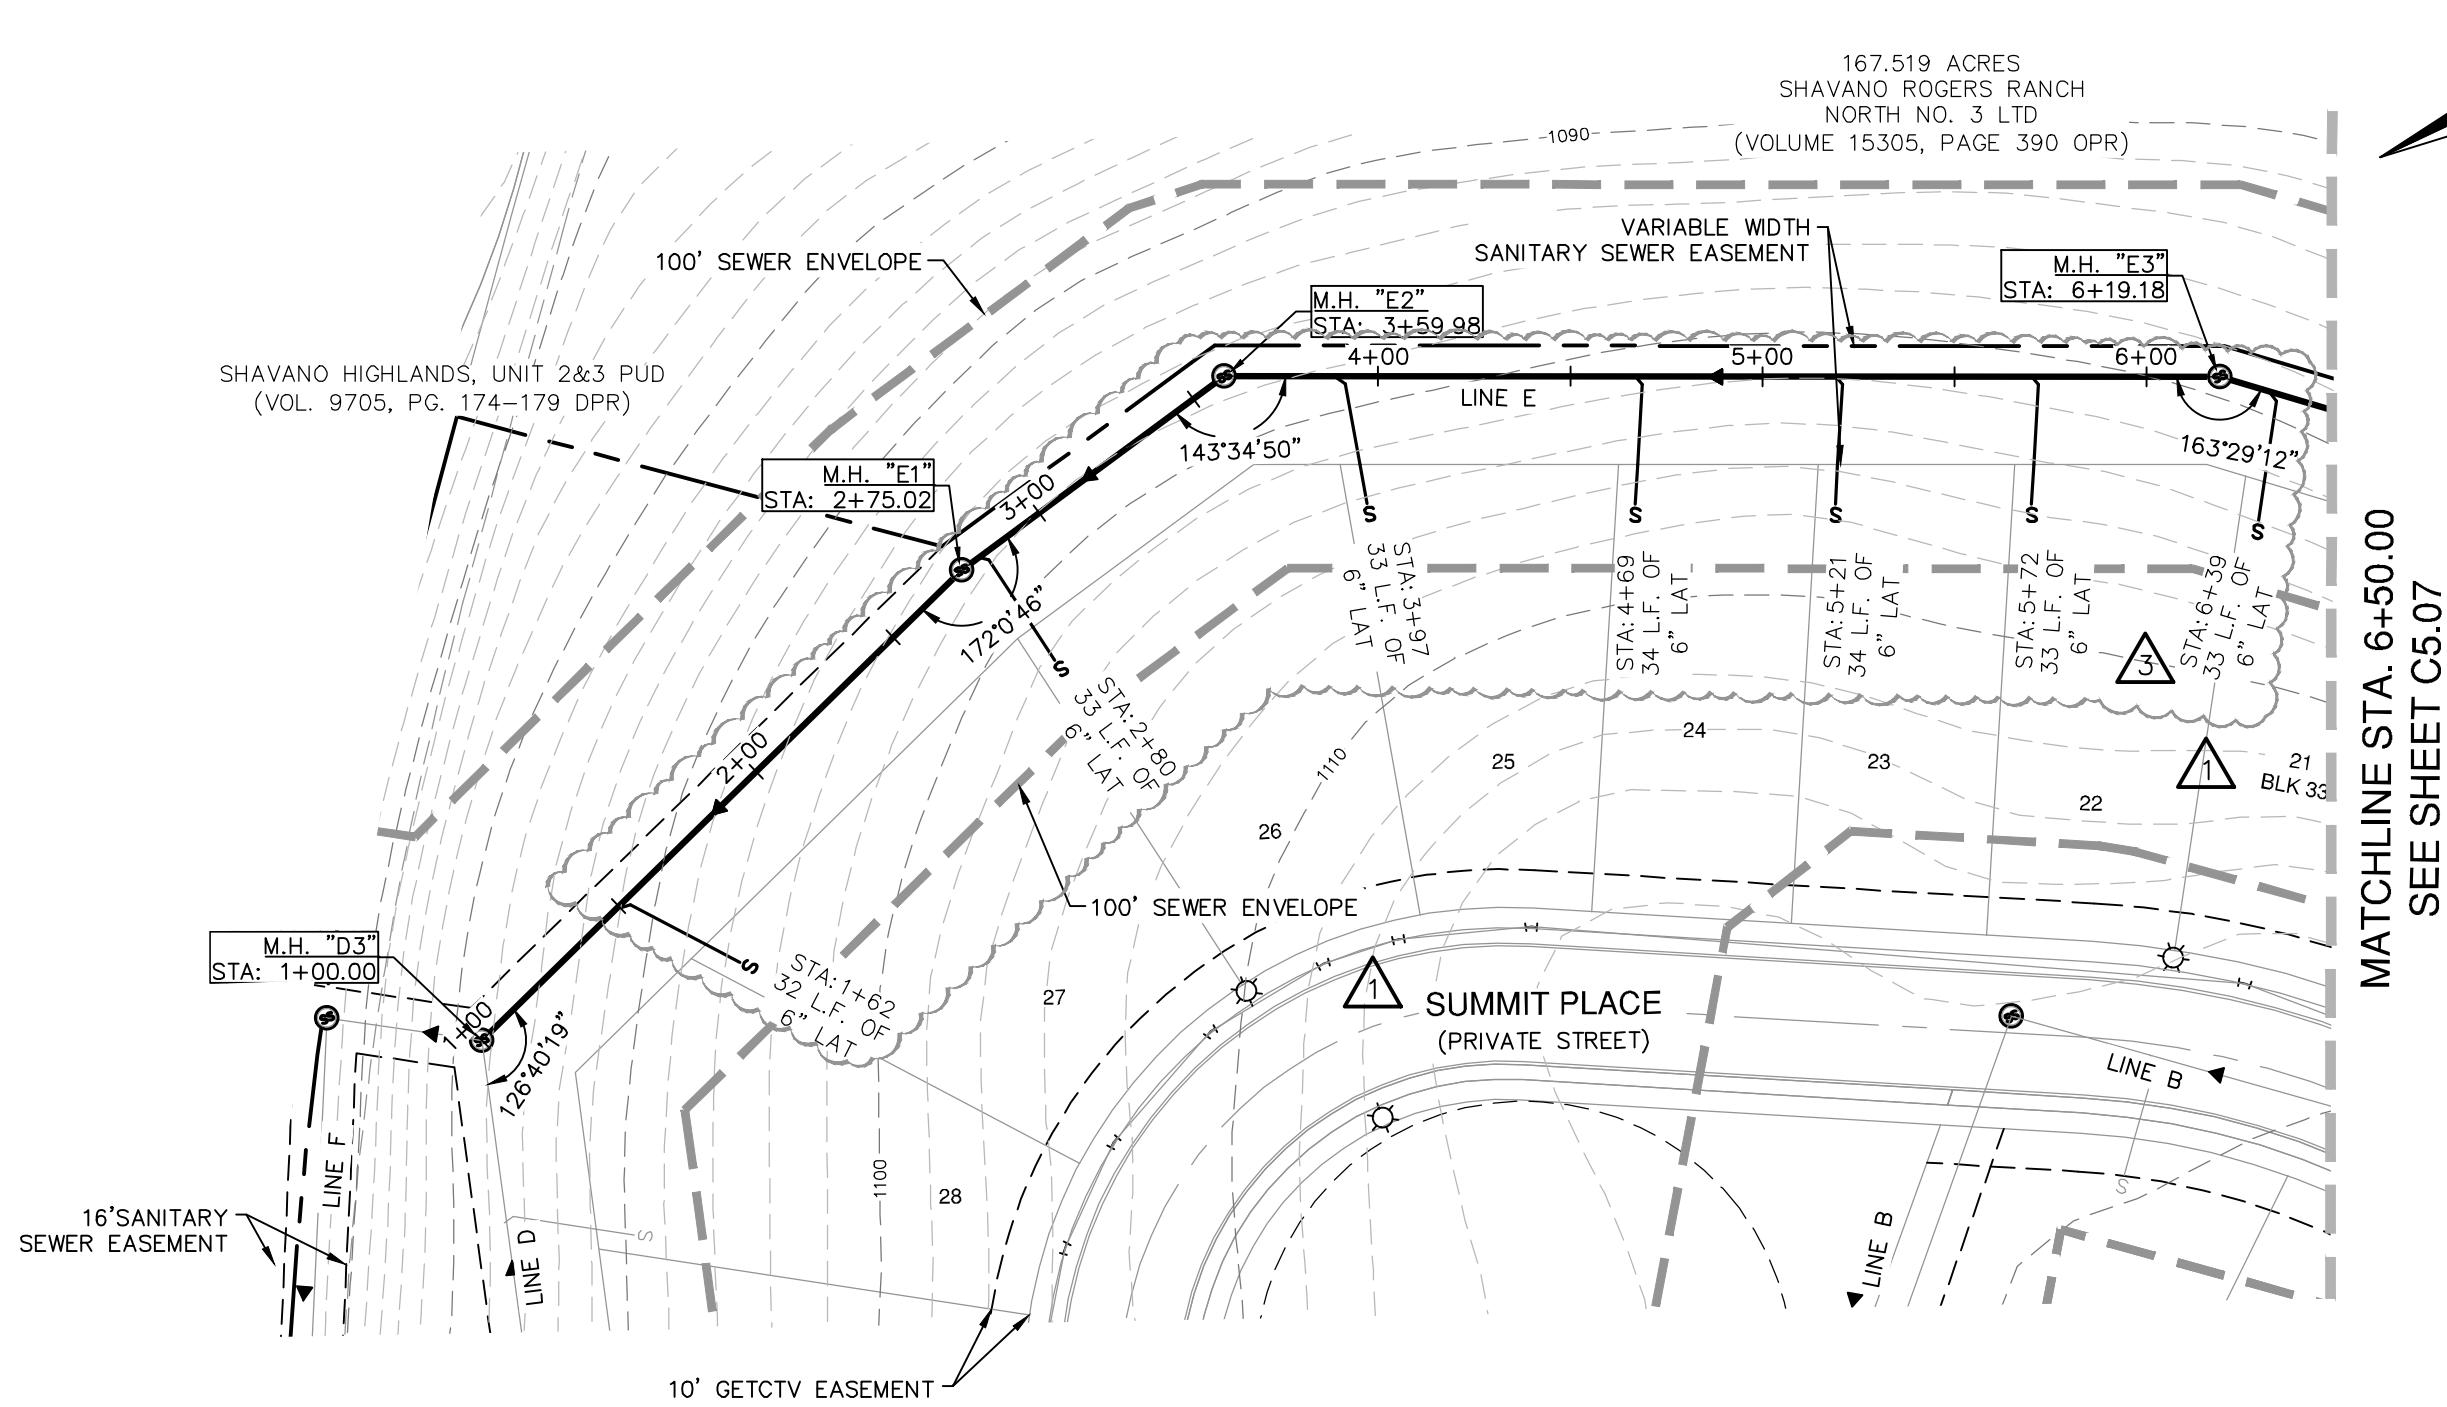 167.519 ACRES
SHAVANO ROGERS RANCH
NORTH NO. 3 LTD
(VOLUME 15305, PAGE 390 OPR)
1090
VARIABLE WIDTH
SANITARY SEWER EASEMENT
100' SEWER ENVELOPE
M.H. "E3"
STA: 6+19.18
M.H. "E2"
STA: 3+59.98
4+00
5+00
6+00
LINE E
SHAVANO HIGHLANDS, UNIT 2&3 PUD
(VOL. 9705, PG. 174-179 DPR)
143°34'50"
163°29'12"
M.H. "E1"
STA: 2+75.02
3+00
S
S
S
S
S
STA: 3+97
33 L.F. OF
6" LAT
STA: 4+69
34 L.F. OF
6" LAT
STA: 5+21
34 L.F. OF
6" LAT
STA: 5+72
33 L.F. OF
6" LAT
STA: 6+39
33 L.F. OF
6" LAT
172°0'46"
S
STA: 2+80
33 L.F. OF
6" LAT
MATCHLINE STA. 6+50.00
SEE SHEET C5.07
3
2+00
1110
25
24
23
1
21
BLK 33
22
26
100' SEWER ENVELOPE
M.H. "D3"
STA: 1+00.00
S
STA: 1+62
32 L.F. OF
6" LAT
27
1
SUMMIT PLACE
(PRIVATE STREET)
1+00
126°40'19"
LINE B
LINE F
1100
28
S
16'SANITARY
SEWER EASEMENT
LINE D
S
LINE B
10' GETCTV EASEMENT